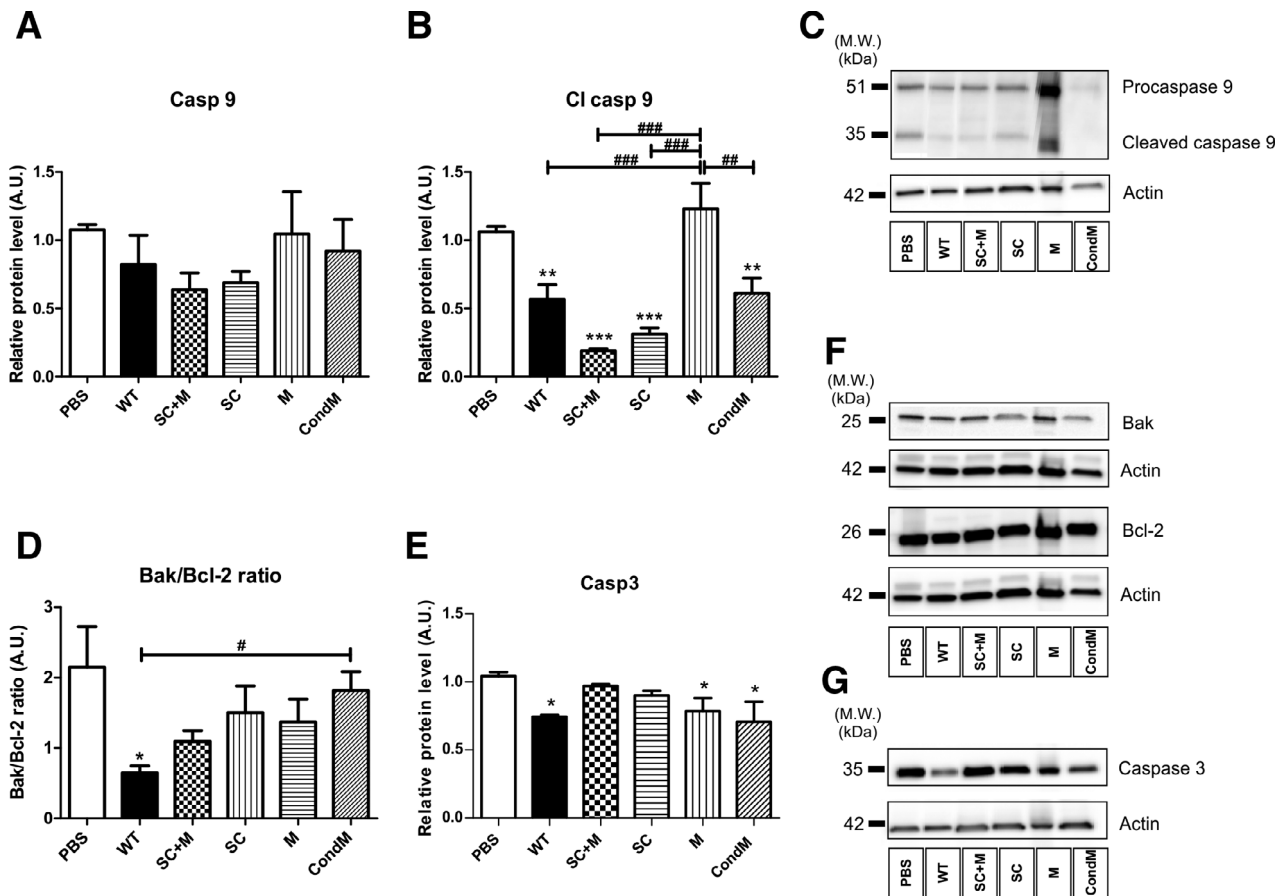 A
Casp 9
Relative protein level (A.U.)
1.5
1.0
0.5
0.0
PBS
WT
SC+M
SC
M
CondM
B
Cl casp 9
###
###
###
##
Relative protein level (A.U.)
1.5
1.0
0.5
0.0
**
***
***
**
PBS
WT
SC+M
SC
M
CondM
C
(M.W.)
(kDa)
51
Procaspase 9
35
Cleaved caspase 9
42
Actin
PBS
WT
SC+M
SC
M
CondM
D
Bak/Bcl-2 ratio
Bak/Bcl-2 ratio (A.U.)
3
2
1
0
#
*
PBS
WT
SC+M
SC
M
CondM
E
Casp3
Relative protein level (A.U.)
1.5
1.0
0.5
0.0
*
*
*
PBS
WT
SC+M
SC
M
CondM
F
(M.W.)
(kDa)
25
Bak
42
Actin
26
Bcl-2
42
Actin
PBS
WT
SC+M
SC
M
CondM
G
(M.W.)
(kDa)
35
Caspase 3
42
Actin
PBS
WT
SC+M
SC
M
CondM